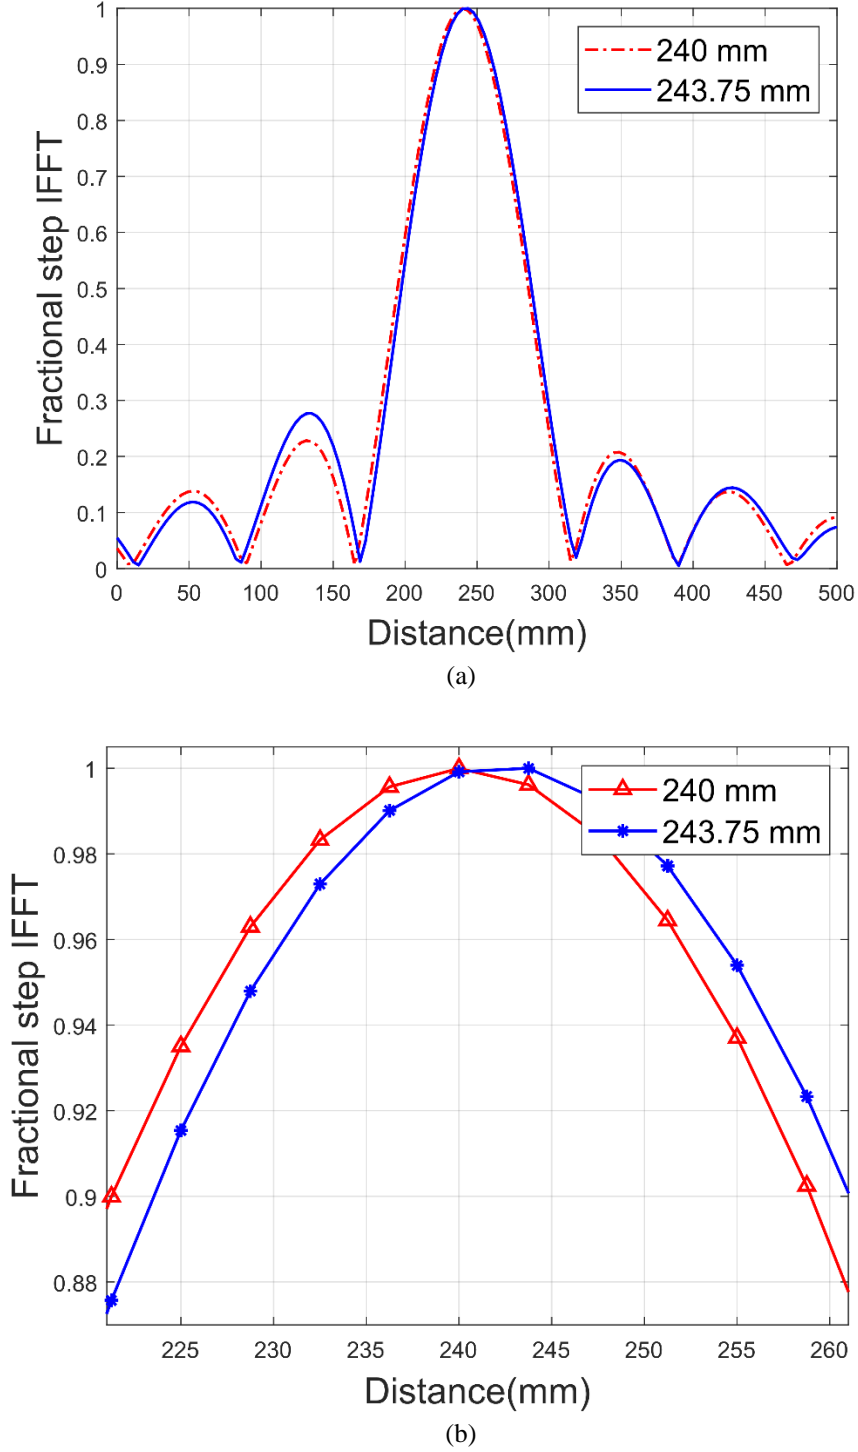 1
0.9
0.8
0.7
0.6
0.5
0.4
0.3
0.2
0.1
0
Fractional step IFFT
240 mm
243.75 mm
0 50 100 150 200 250 300 350 400 450 500
Distance(mm)
(a)
1
0.98
0.96
0.94
0.92
0.9
0.88
Fractional step IFFT
240 mm
243.75 mm
225 230 235 240 245 250 255 260
Distance(mm)
(b)